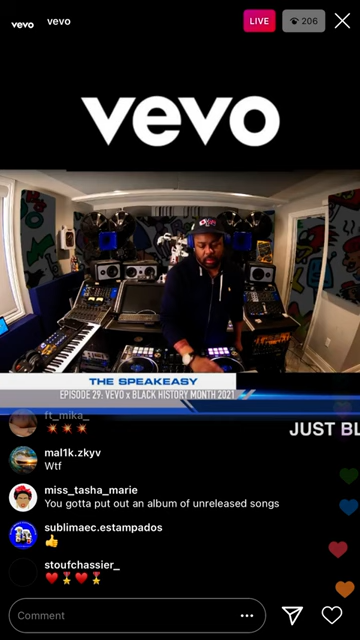 vevo
vevo
LIVE
206
vevo
THE SPEAKEASY
EPISODE 29: VEVO x BLACK HISTORY MONTH 2021
JUST BL
ft_mika_
💥💥💥
mal1k.zkyv
Wtf
miss_tasha_marie
You gotta put out an album of unreleased songs
sublimaec.estampados
👍
stoufchassier_
❤️🎖️❤️🎖️
Comment